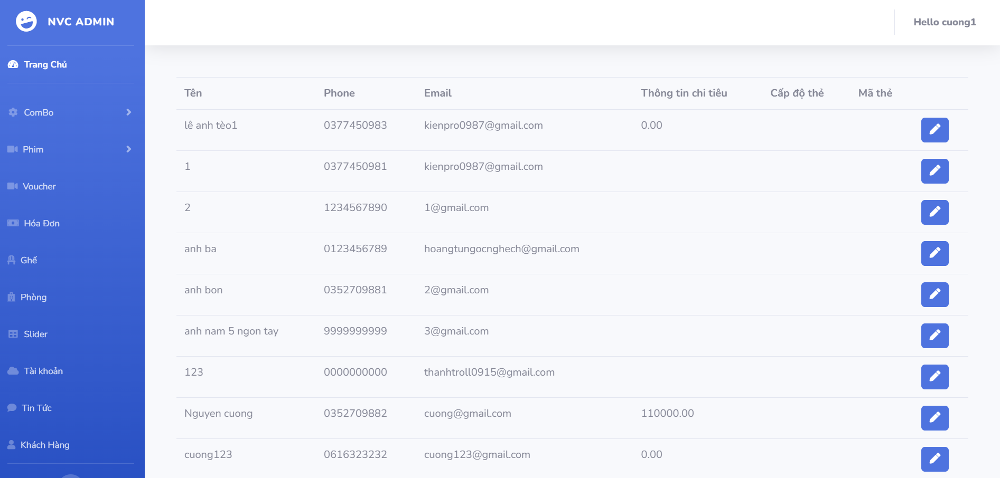 NVC ADMIN
Hello cuong1
Trang Chủ
ComBo
Phim
Voucher
Hóa Đơn
Ghế
Phòng
Slider
Tài khoản
Tin Tức
Khách Hàng
Tên Phone Email Thông tin chi tiêu Cấp độ thẻ Mã thẻ
lê anh tèo1 0377450983 kienpro0987@gmail.com 0.00
1 0377450981 kienpro0987@gmail.com
2 1234567890 1@gmail.com
anh ba 0123456789 hoangtungocnghech@gmail.com
anh bon 0352709881 2@gmail.com
anh nam 5 ngon tay 9999999999 3@gmail.com
123 0000000000 thanhtroll0915@gmail.com
Nguyen cuong 0352709882 cuong@gmail.com 110000.00
cuong123 0616323232 cuong123@gmail.com 0.00